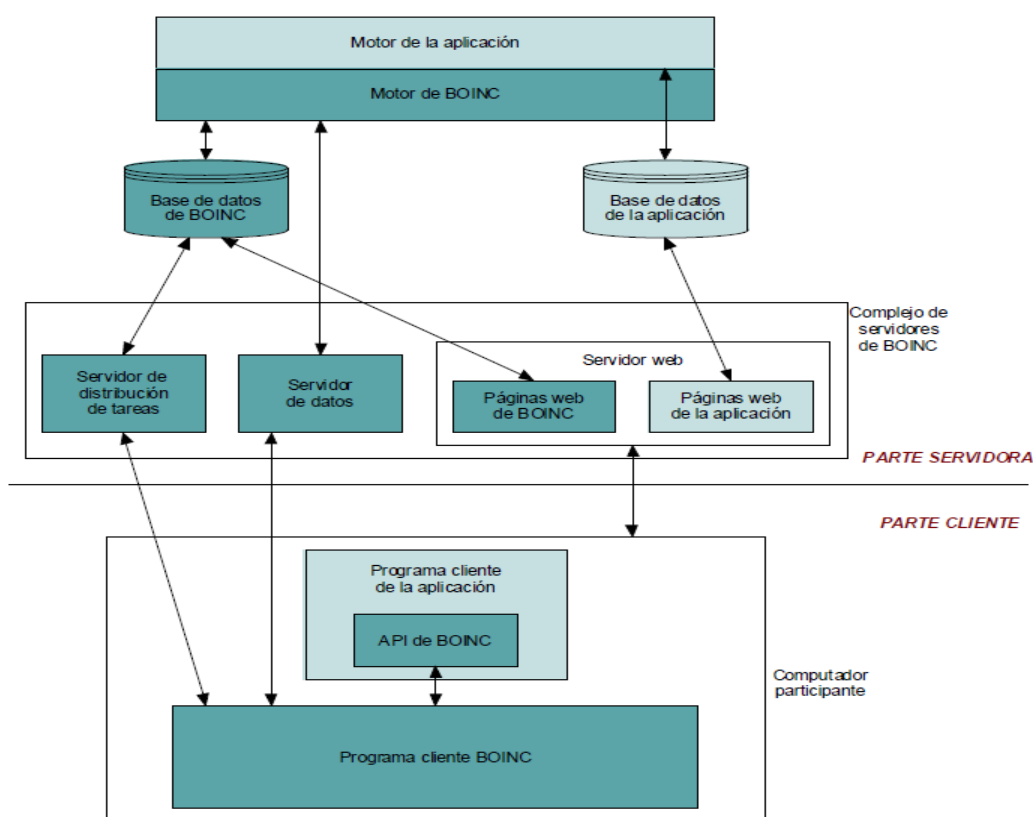 Motor de la aplicación
Motor de BOINC
Base de datos
de BOINC
Base de datos
de la aplicación
Complejo de
servidores
de BOINC
Servidor web
Servidor de
distribución
de tareas
Servidor
de datos
Páginas web
de BOINC
Páginas web
de la aplicación
PARTE SERVIDORA
PARTE CLIENTE
Programa cliente
de la aplicación
API de BOINC
Computador
participante
Programa cliente BOINC